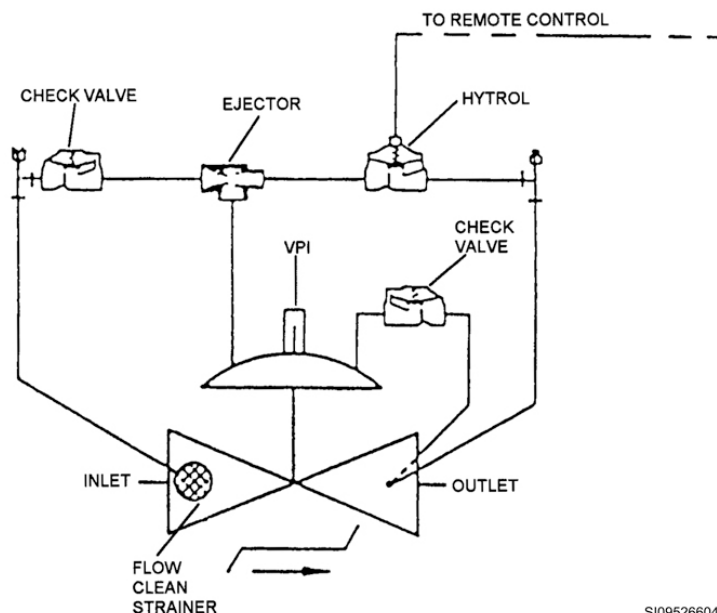 TO REMOTE CONTROL
CHECK VALVE
EJECTOR
HYTROL
VPI
CHECK
VALVE
INLET
OUTLET
FLOW
CLEAN
STRAINER
SI09526604